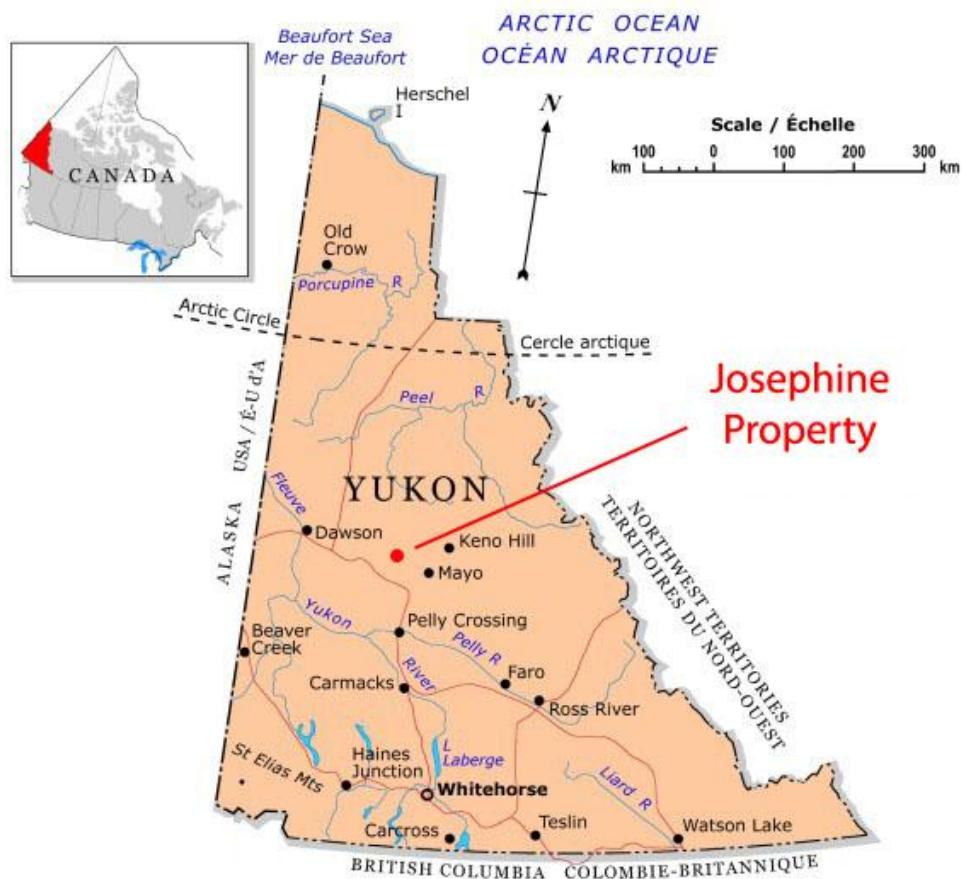 ARCTIC OCEAN
OCÉAN ARCTIQUE
Beaufort Sea
Mer de Beaufort
Herschel
I
N
Scale / Échelle
100 0 100 200 300
km km
CANADA
Old
Crow
Porcupine R
Arctic Circle
Cercle arctique
Peel R
Josephine
Property
ALASKA USA / É-U d'A
YUKON
Fleuve
Dawson
Keno Hill
Mayo
NORTHWEST TERRITORIES
TERRITOIRES DU NORD-OUEST
Yukon
River
Pelly Crossing
Pelly R
Beaver
Creek
Carmacks
Faro
Ross River
L
Laberge
St Elias Mts
Haines
Junction
Whitehorse
Liard R
Carcross
Teslin
Watson Lake
BRITISH COLUMBIA COLOMBIE-BRITANNIQUE